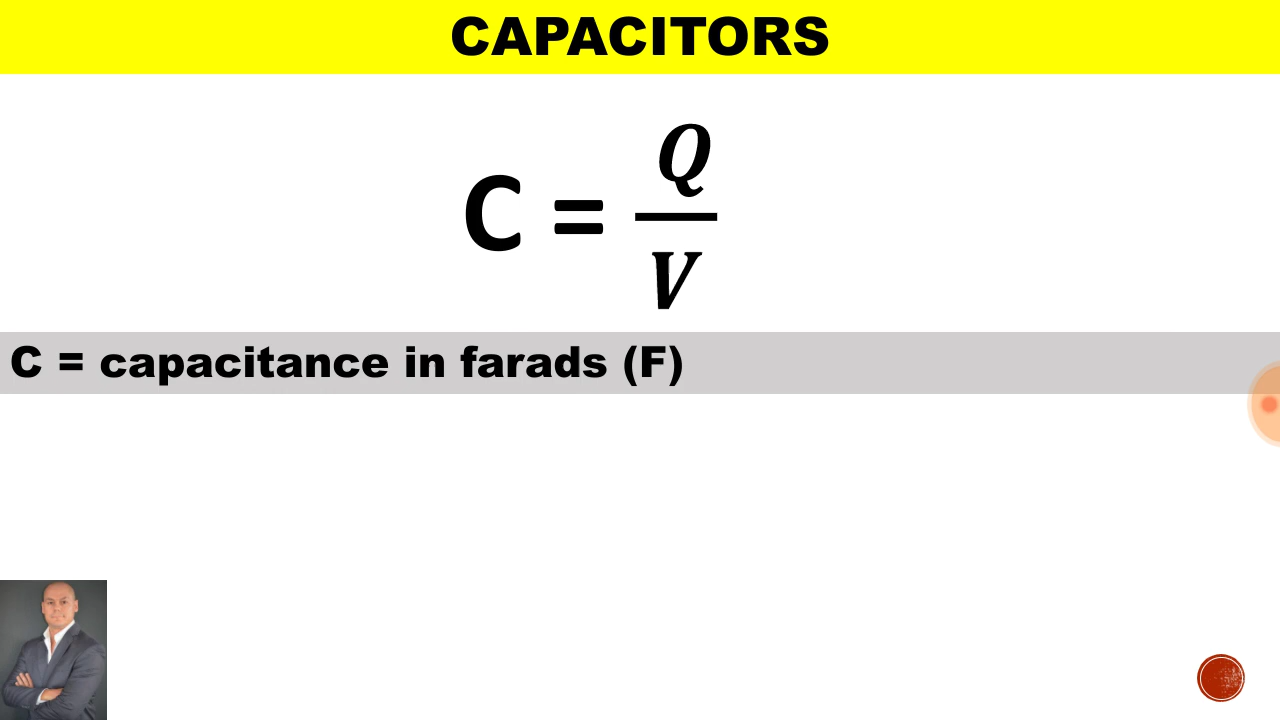 CAPACITORS
C = Q/V
C = capacitance in farads (F)